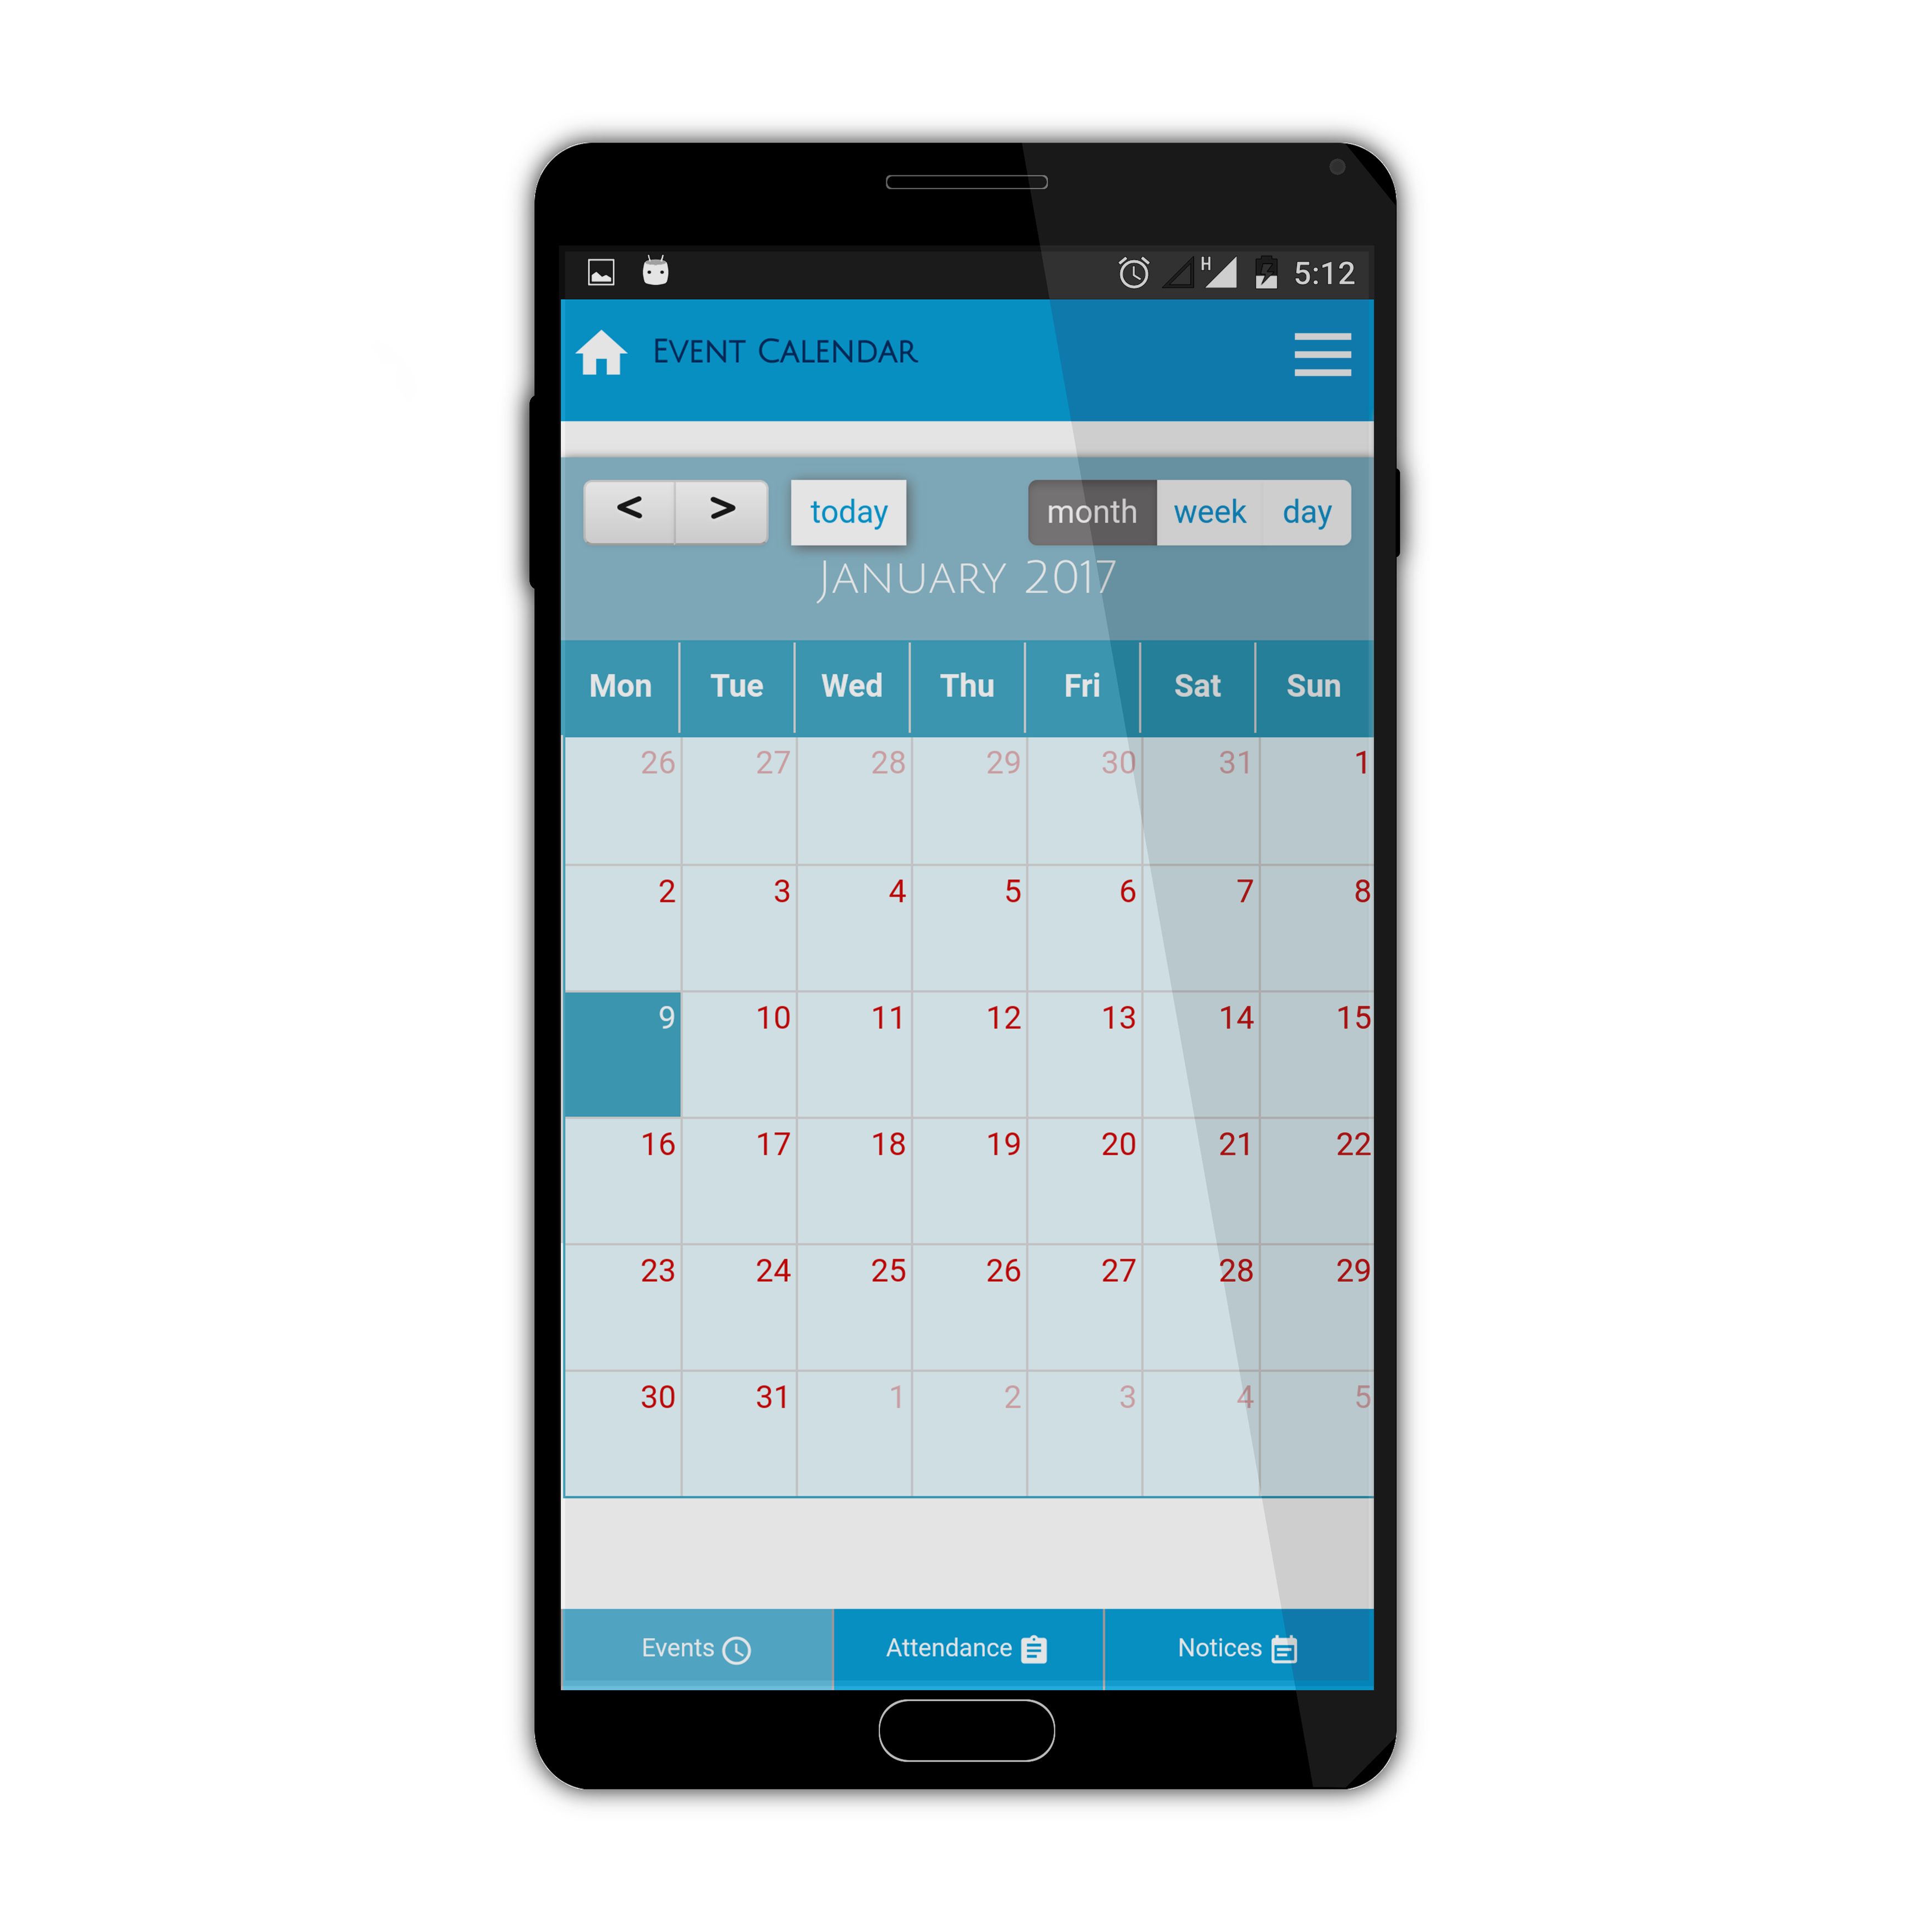 H 5:12
EVENT CALENDAR
< > today month week day
JANUARY 2017
Mon Tue Wed Thu Fri Sat Sun
26 27 28 29 30 31 1
2 3 4 5 6 7 8
9 10 11 12 13 14 15
16 17 18 19 20 21 22
23 24 25 26 27 28 29
30 31 1 2 3 4 5
Events Attendance Notices